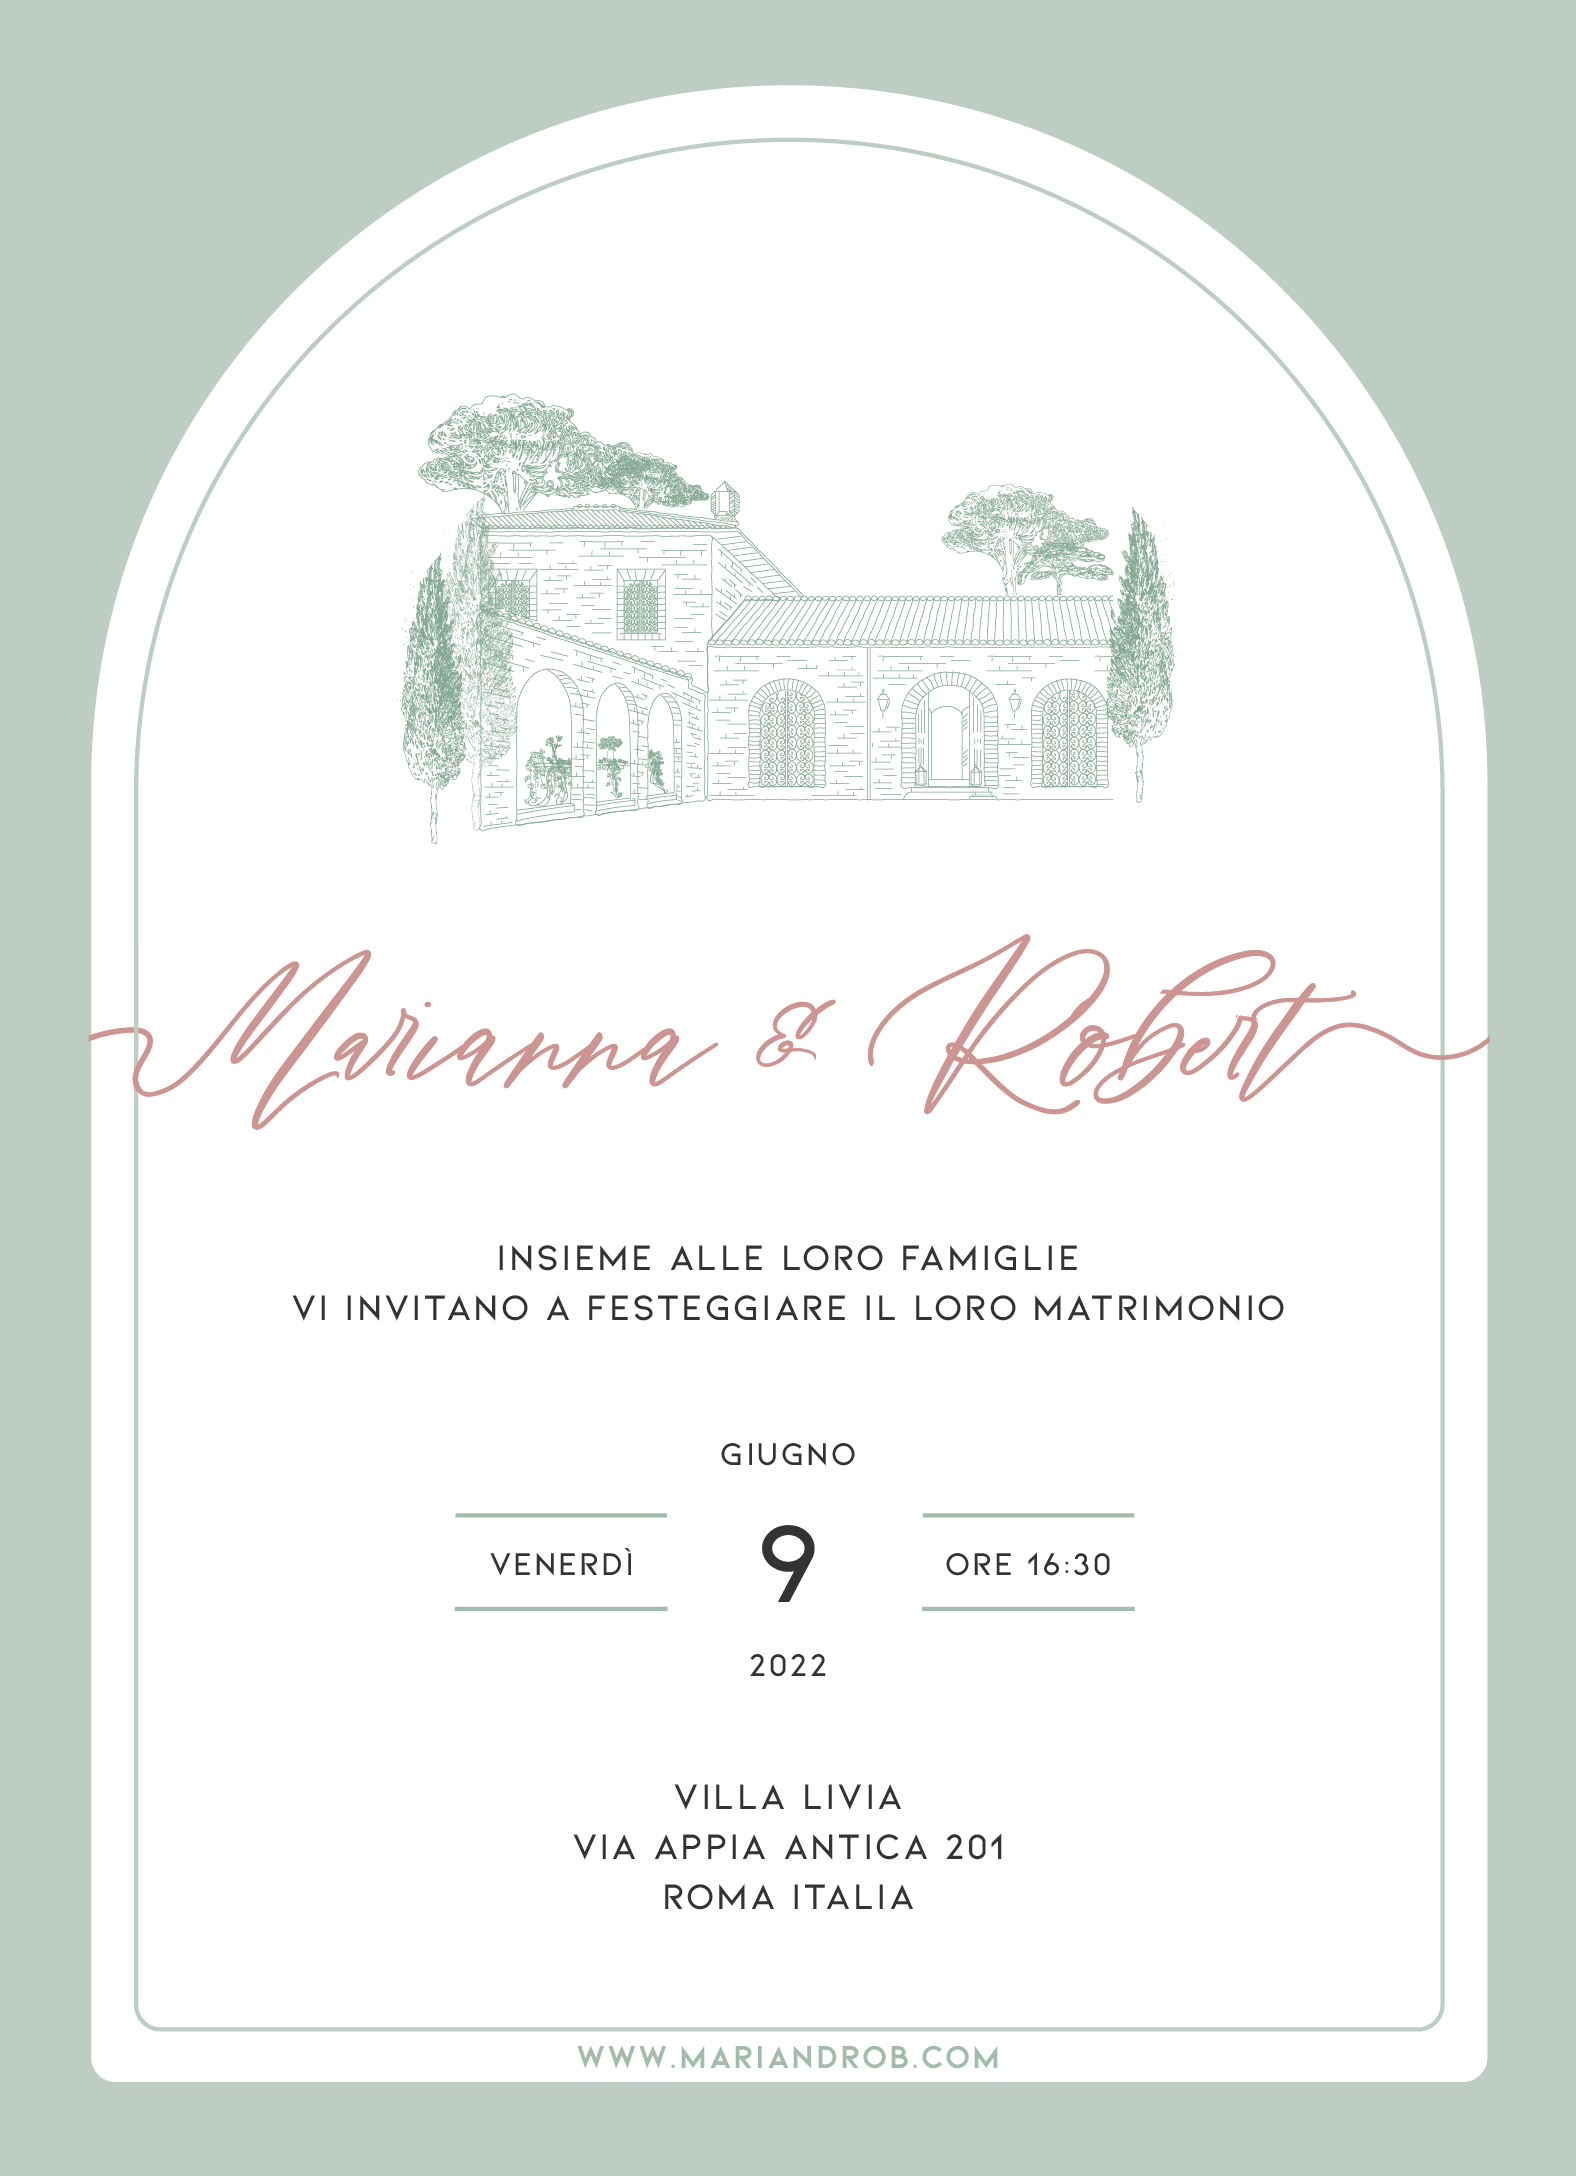 Marianna & Robert
INSIEME ALLE LORO FAMIGLIE
VI INVITANO A FESTEGGIARE IL LORO MATRIMONIO
GIUGNO
VENERDÌ 9 ORE 16:30
2022
VILLA LIVIA
VIA APPIA ANTICA 201
ROMA ITALIA
WWW.MARIANDROB.COM